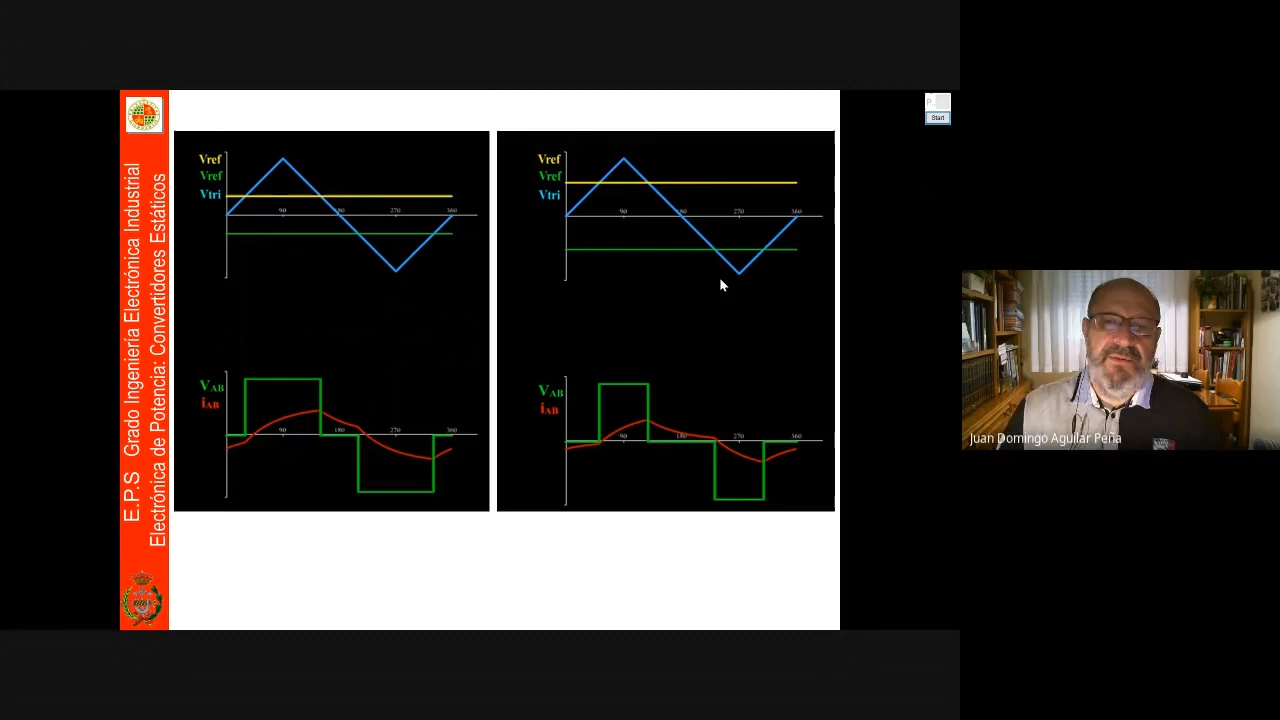 E.P.S Grado Ingeniería Electrónica Industrial
Electrónica de Potencia: Convertidores Estáticos
Vref
Vref
Vtri
90
180
270
360
VAB
iAB
90
180
270
360
Vref
Vref
Vtri
90
180
270
360
VAB
iAB
90
180
270
360
P..
Start
Juan Domingo Aguilar Peña